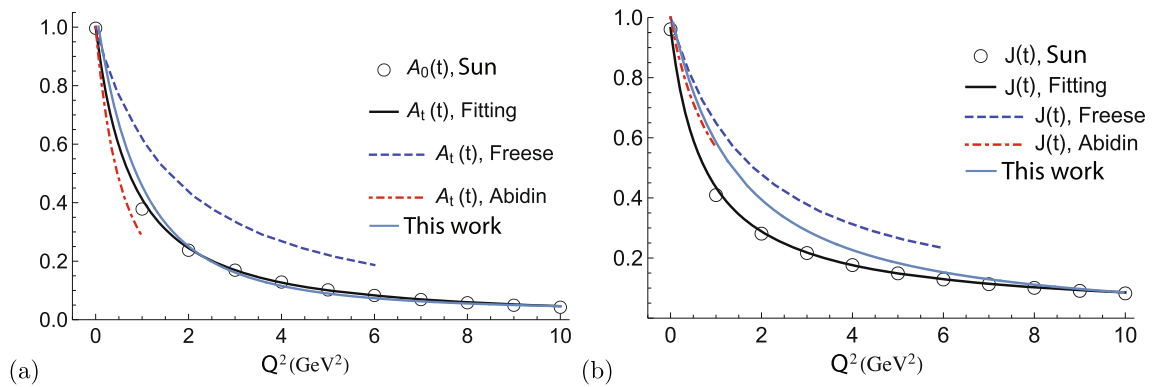 1.0
0.8
0.6
0.4
0.2
0.0
0 2 4 6 8 10
Q²(GeV²)
A₀(t), Sun
Aₜ(t), Fitting
Aₜ (t), Freese
Aₜ (t), Abidin
This work
(a)
1.0
0.8
0.6
0.4
0.2
0 2 4 6 8 10
Q²(GeV²)
J(t), Sun
J(t), Fitting
J(t), Freese
J(t), Abidin
This work
(b)